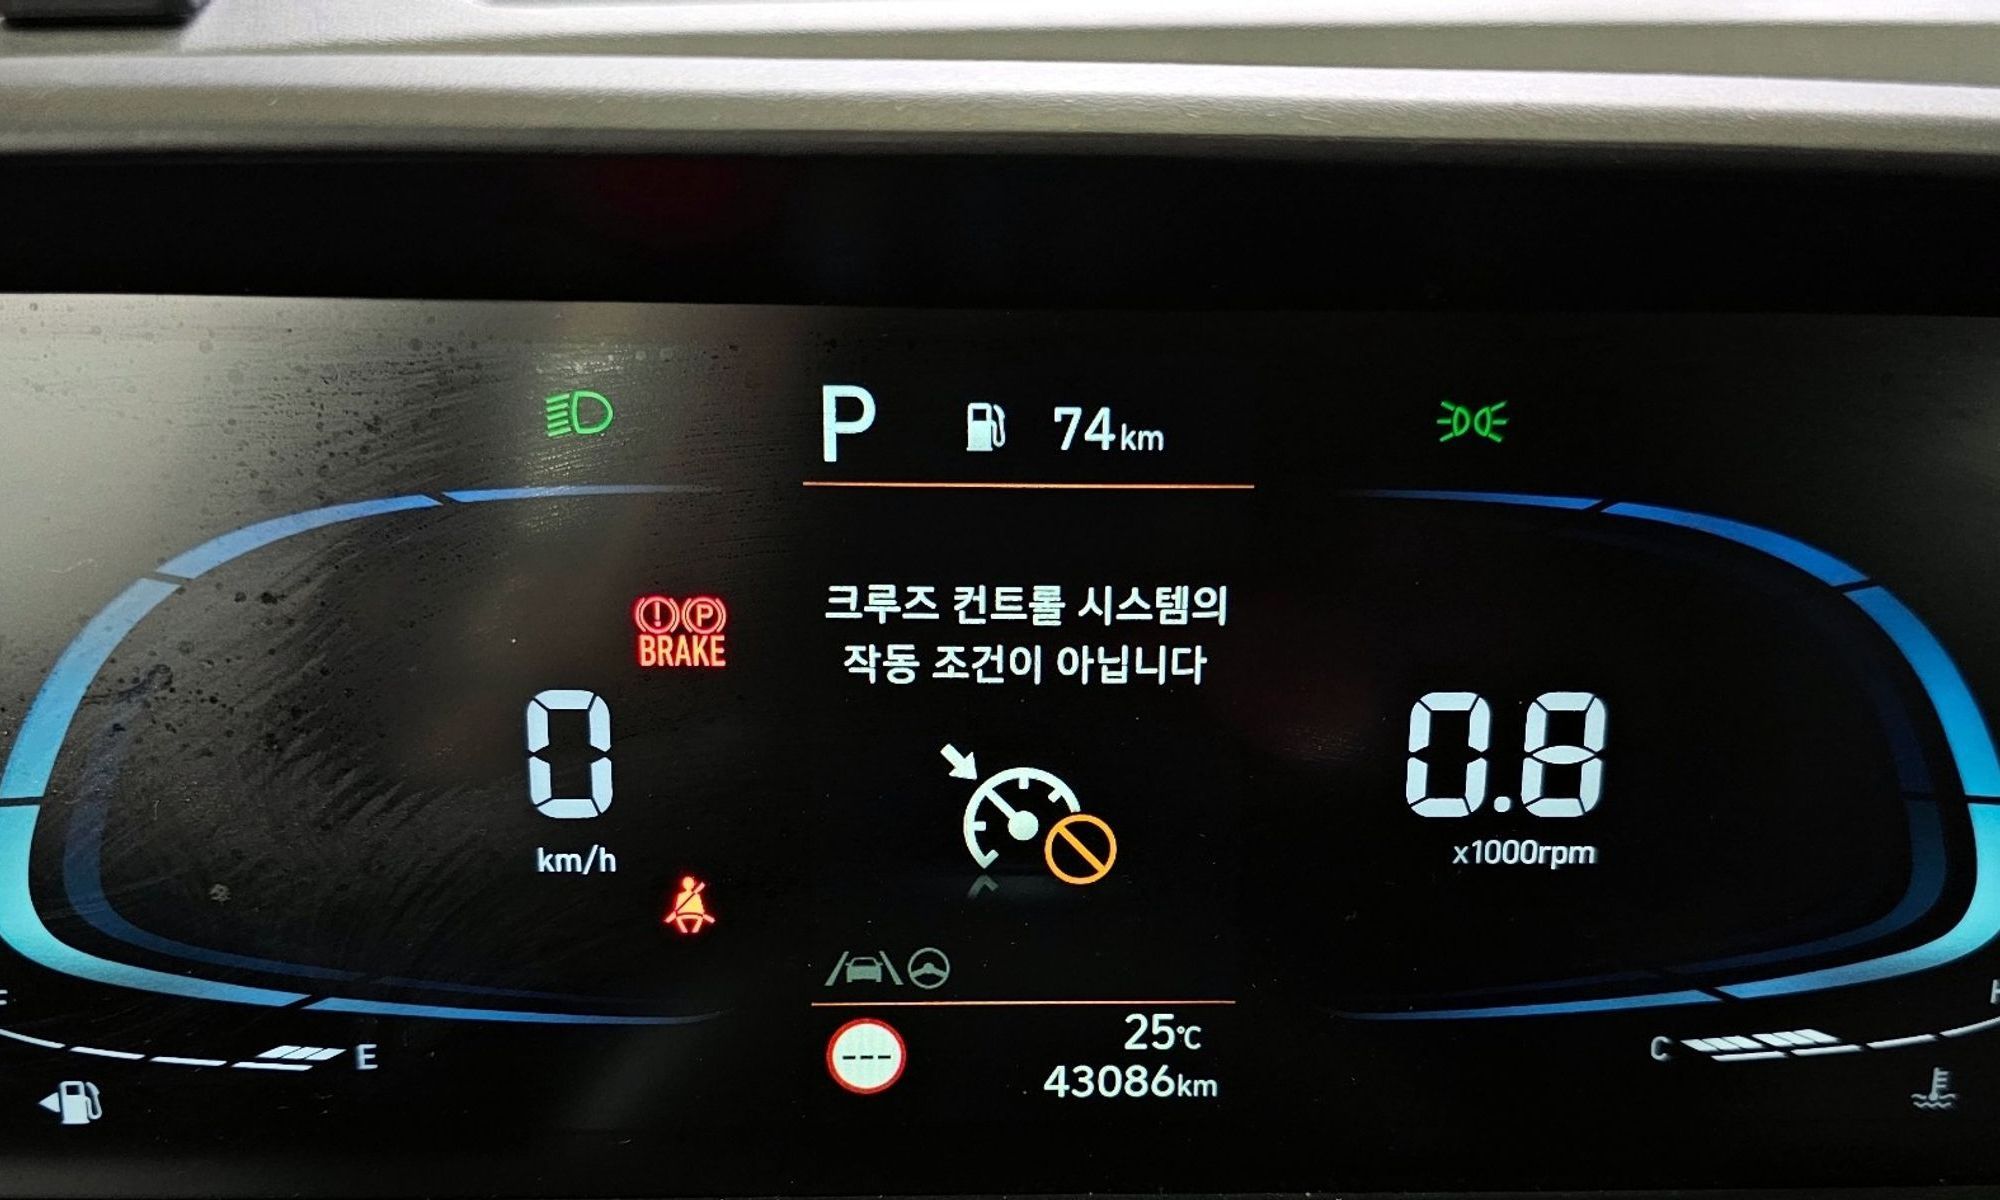 P 74km
크루즈 컨트롤 시스템의
작동 조건이 아닙니다
! P
BRAKE
0
km/h
0.8
x1000rpm
E
C
---
25℃
43086km